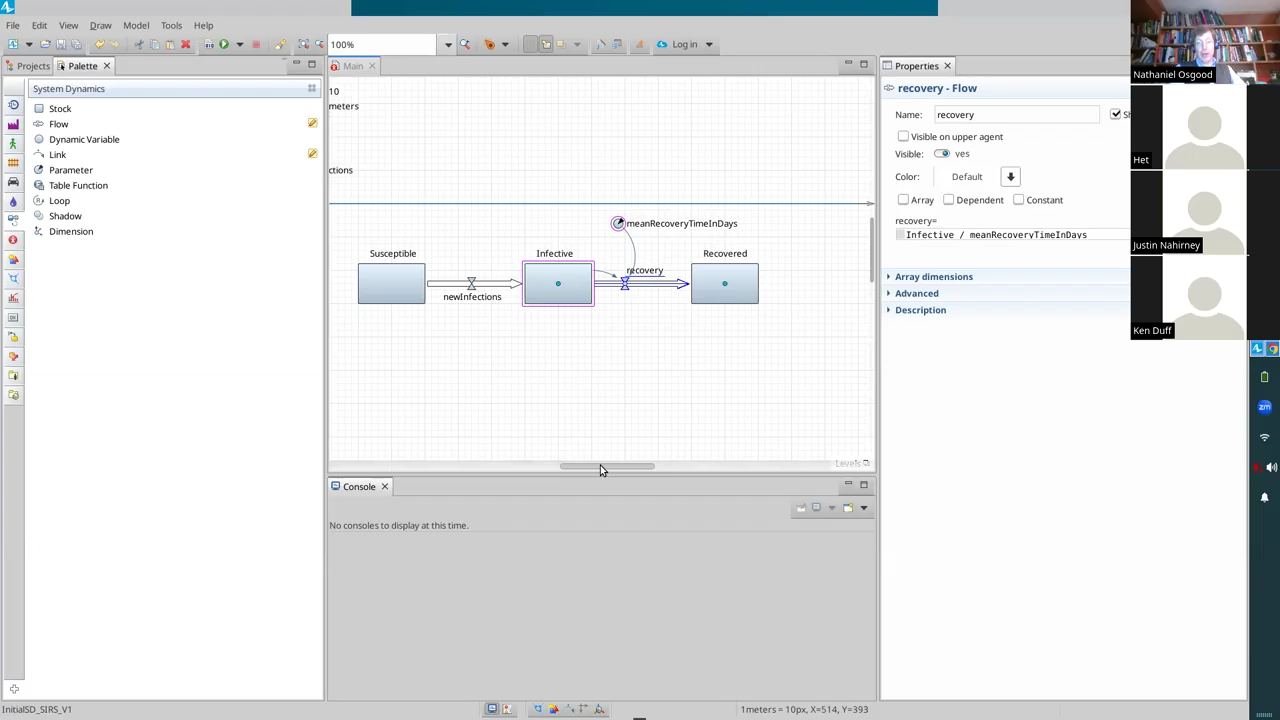 File Edit View Draw Model Tools Help
100%
Log in
Projects
Palette
Main
Properties
System Dynamics
Stock
Flow
Dynamic Variable
Link
Parameter
Table Function
Loop
Shadow
Dimension
10
meters
ctions
meanRecoveryTimeInDays
Susceptible
Infective
Recovered
recovery
newInfections
Levels
Console
No consoles to display at this time.
recovery - Flow
Name: recovery
Visible on upper agent
Visible: yes
Color: Default
Array Dependent Constant
recovery=
Infective / meanRecoveryTimeInDays
Array dimensions
Advanced
Description
Nathaniel Osgood
Het
Justin Nahirney
Ken Duff
zm
InitialSD_SIRS_V1
1meters = 10px, X=514, Y=393